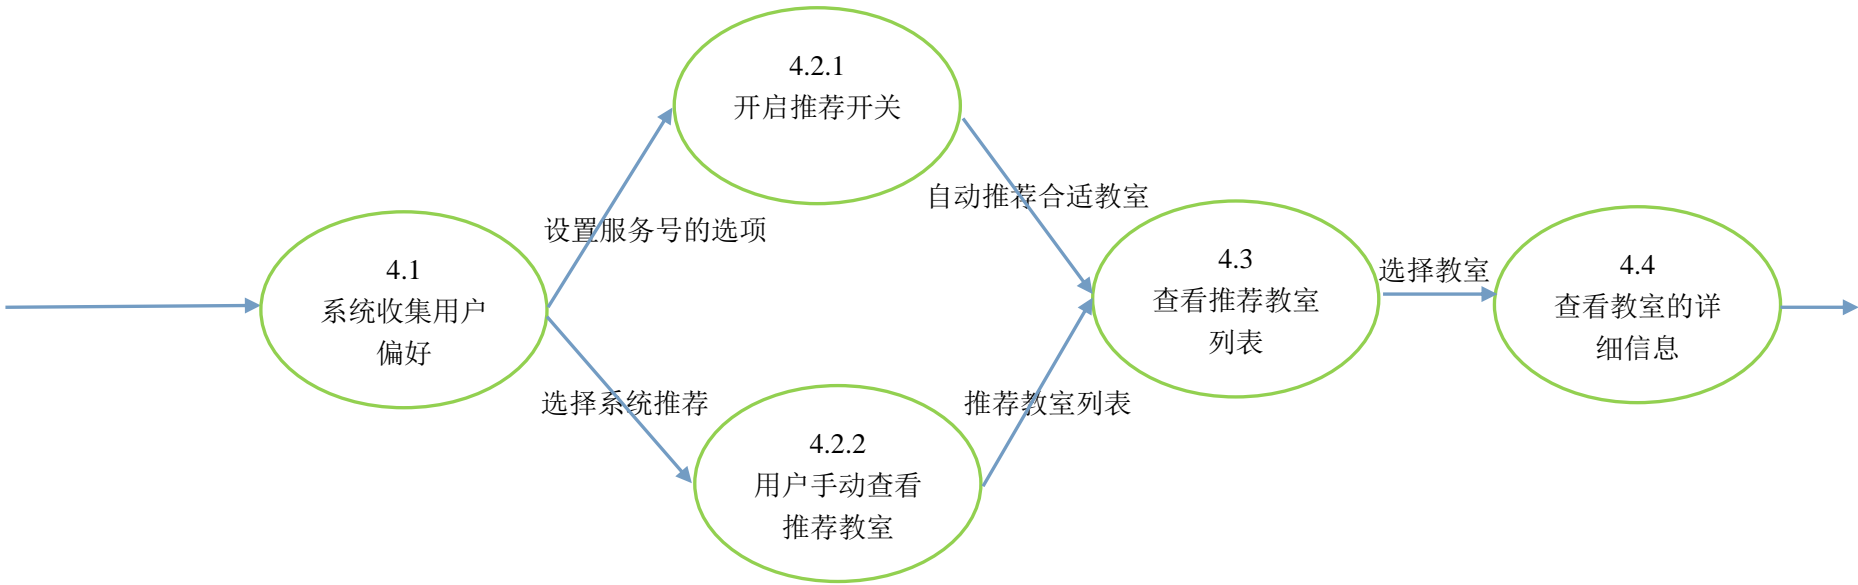 4.2.1
开启推荐开关
设置服务号的选项
自动推荐合适教室
4.1
系统收集用户
偏好
4.3
查看推荐教室
列表
选择教室
4.4
查看教室的详
细信息
选择系统推荐
推荐教室列表
4.2.2
用户手动查看
推荐教室